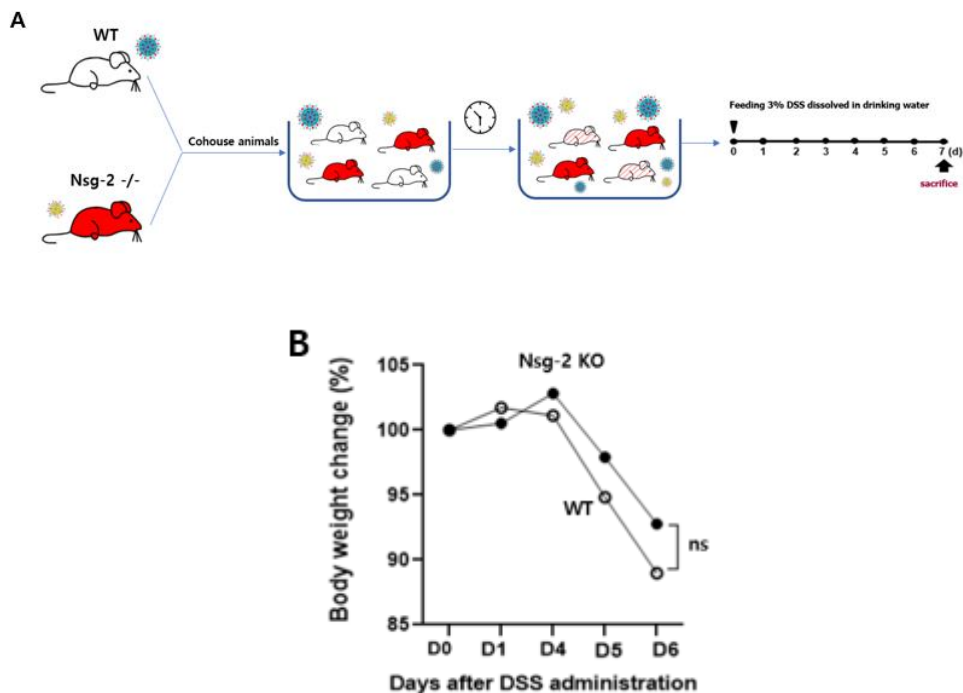 A
WT
Nsg-2 -/-
Cohouse animals
Feeding 3% DSS dissolved in drinking water
0 1 2 3 4 5 6 7 (d)
sacrifice
B
Body weight change (%)
105
100
95
90
85
Nsg-2 KO
WT
ns
D0 D1 D4 D5 D6
Days after DSS administration